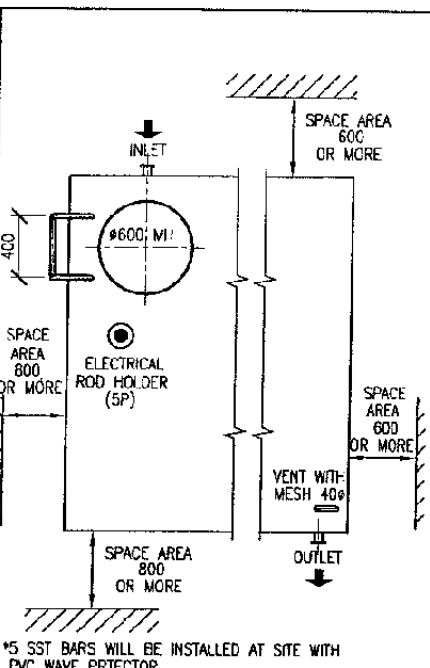 SPACE AREA
600
OR MORE
INLET
ø600 MH
400
SPACE
AREA
800
OR MORE
ELECTRICAL
ROD HOLDER
(5P)
SPACE
AREA
600
OR MORE
VENT WITH
MESH 40ø
OUTLET
SPACE AREA
800
OR MORE
*5 SST BARS WILL BE INSTALLED AT SITE WITH
PVC WAVE PRTECTOR